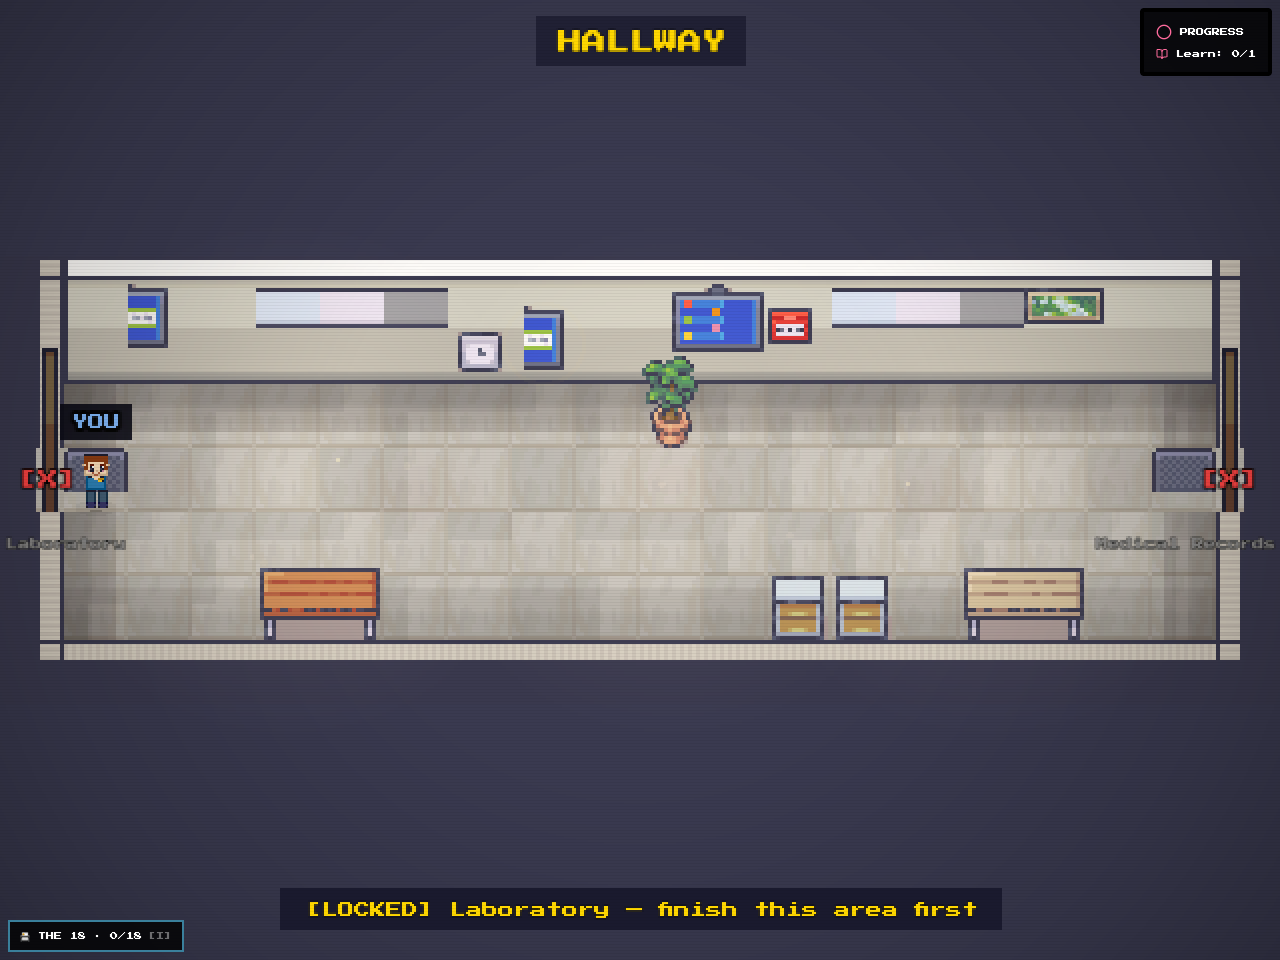 HALLWAY
PROGRESS
Learn: 0/1
YOU
[X]
[X]
Laboratory
Medical Records
[LOCKED] Laboratory — finish this area first
THE 18 · 0/18 [I]